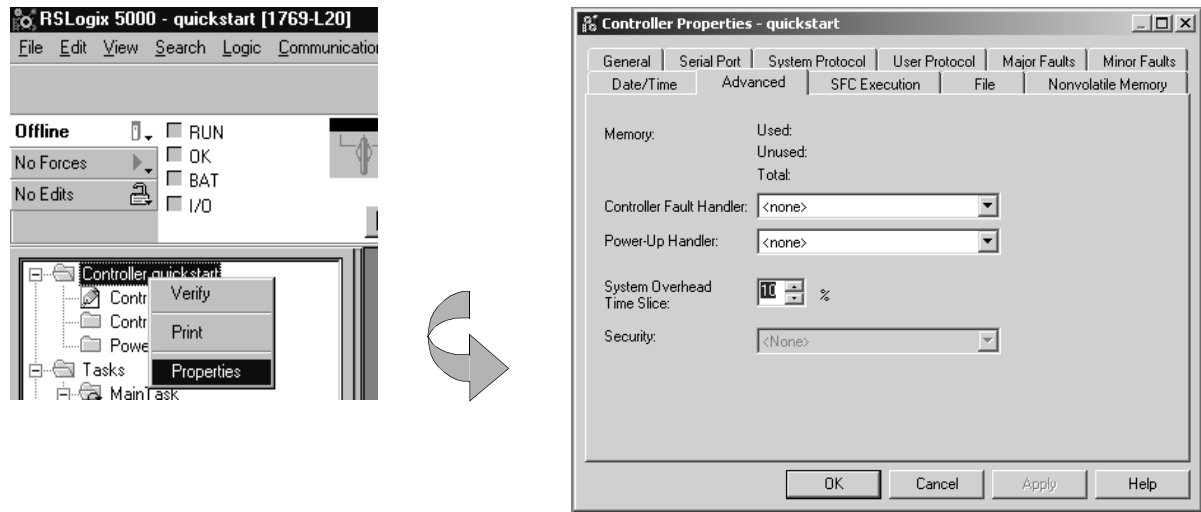 RSLogix 5000 - quickstart [1769-L20]
File Edit View Search Logic
Offline
RUN
No Forces
OK
BAT
No Edits
I/O
Controller quickstart
Verify
Print
Tasks
Properties
MainTask
Controller Properties - quickstart
General Serial Port System Protocol User Protocol Major Faults Minor Faults
Date/Time Advanced SFC Execution File Nonvolatile Memory
Memory:
Used:
Unused:
Total:
Controller Fault Handler: <none>
Power-Up Handler: <none>
System Overhead
Time Slice:
10 %
Security: <None>
OK Cancel Apply Help